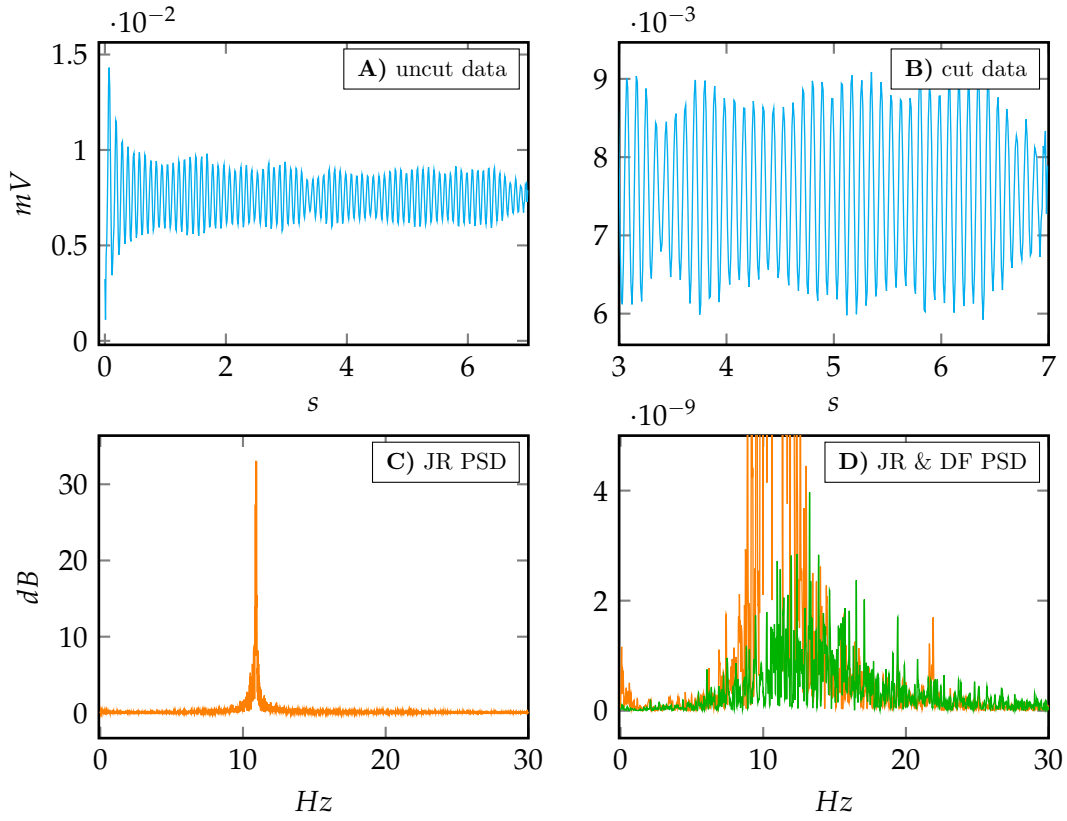 ·10⁻² ·10⁻³
A) uncut data
B) cut data
mV
1.5
1
0.5
0
0 2 4 6
s
9
8
7
6
3 4 5 6 7
s
C) JR PSD
dB
30
20
10
0
0 10 20 30
Hz
·10⁻⁹
D) JR & DF PSD
4
2
0
0 10 20 30
Hz